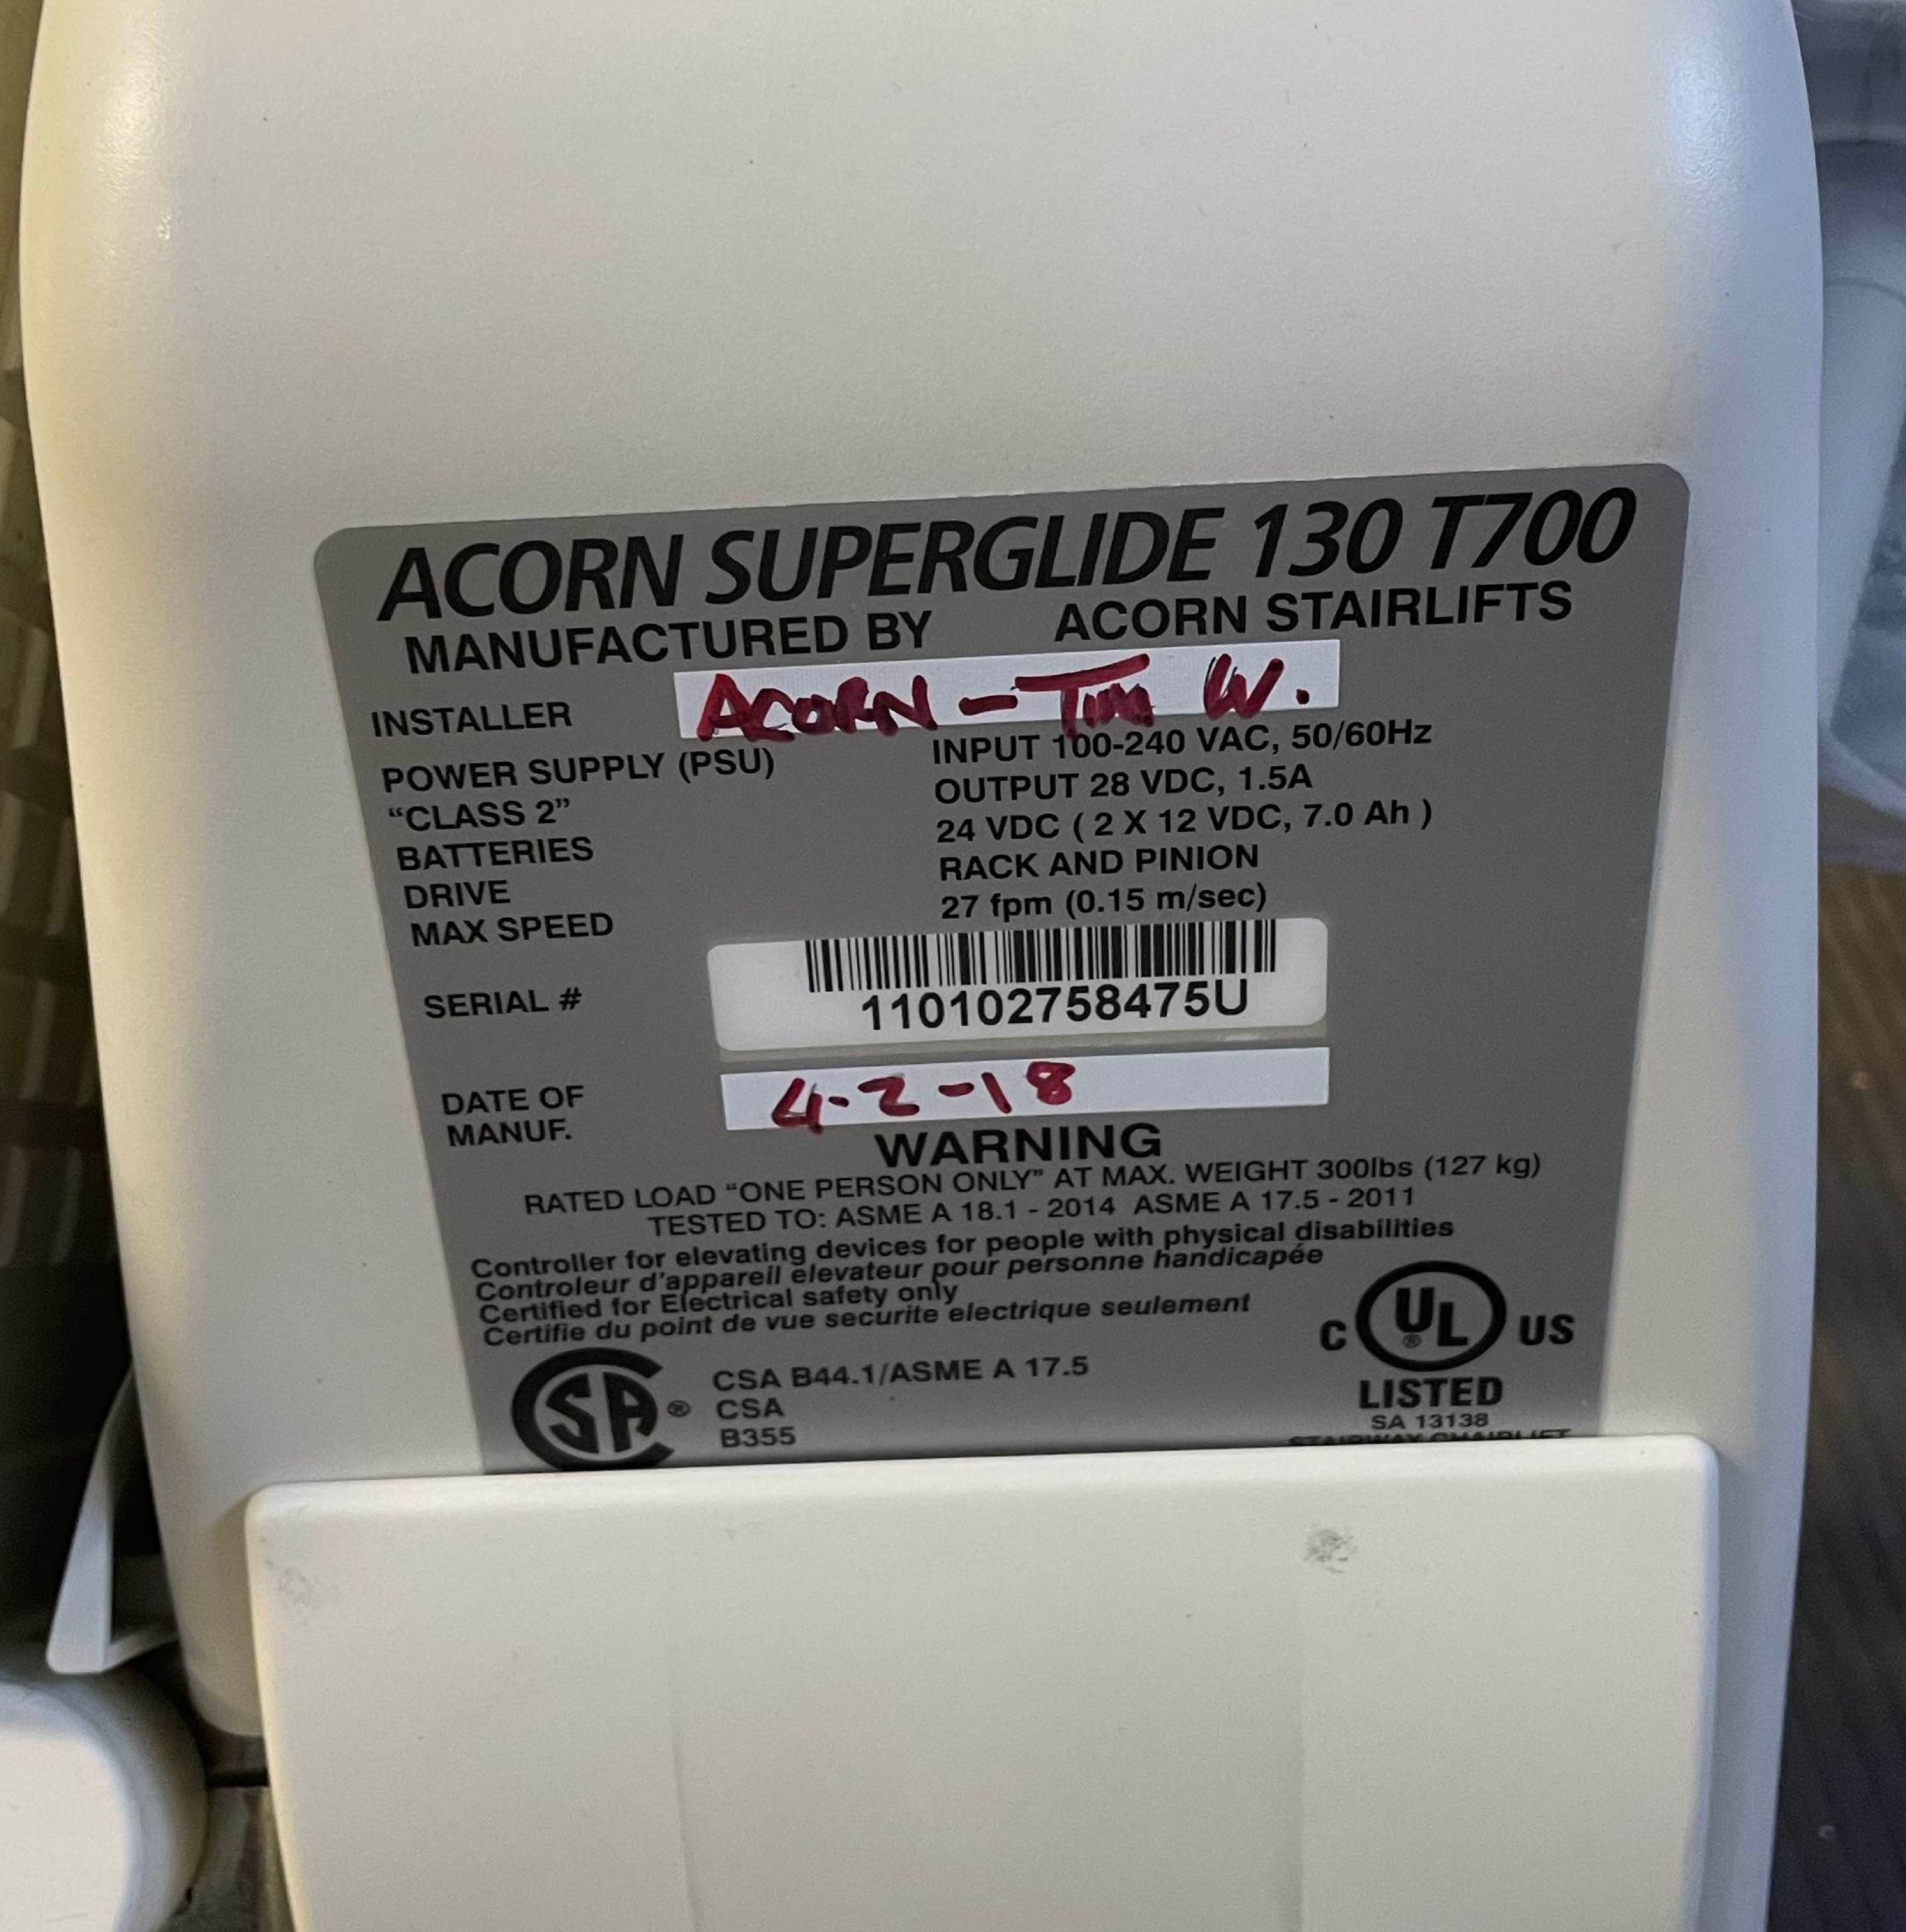 ACORN SUPERGLIDE 130 T700
MANUFACTURED BY ACORN STAIRLIFTS
INSTALLER ACORN - TIM W.
POWER SUPPLY (PSU) INPUT 100-240 VAC, 50/60Hz
"CLASS 2" OUTPUT 28 VDC, 1.5A
BATTERIES 24 VDC ( 2 X 12 VDC, 7.0 Ah )
DRIVE RACK AND PINION
MAX SPEED 27 fpm (0.15 m/sec)
SERIAL # 110102758475U
DATE OF
MANUF. 4-2-18
WARNING
RATED LOAD "ONE PERSON ONLY" AT MAX. WEIGHT 300lbs (127 kg)
TESTED TO: ASME A 18.1 - 2014 ASME A 17.5 - 2011
Controller for elevating devices for people with physical disabilities
Controleur d'appareil elevateur pour personne handicapée
Certified for Electrical safety only
Certifie du point de vue securite electrique seulement
C UL ® US
LISTED
SA 13138
STAIRWAY CHAIRLIFT
SA ® CSA B44.1/ASME A 17.5
CSA
B355